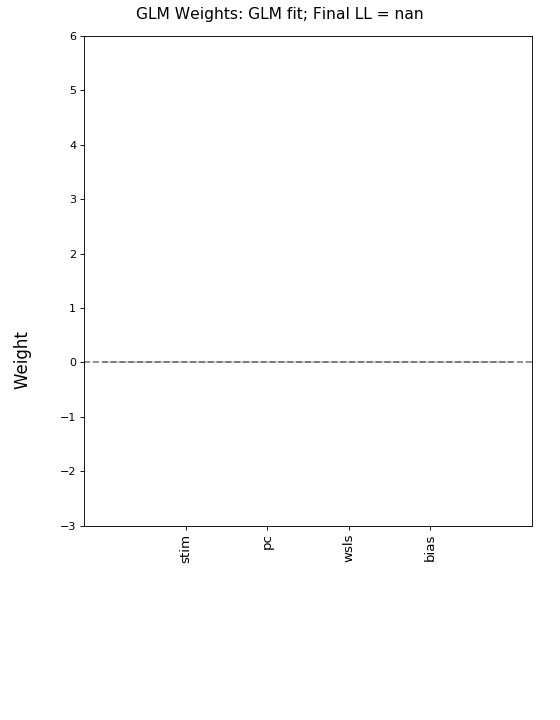 GLM Weights: GLM fit; Final LL = nan
6
5
4
3
2
1
0
−1
−2
−3
Weight
stim
pc
wsls
bias